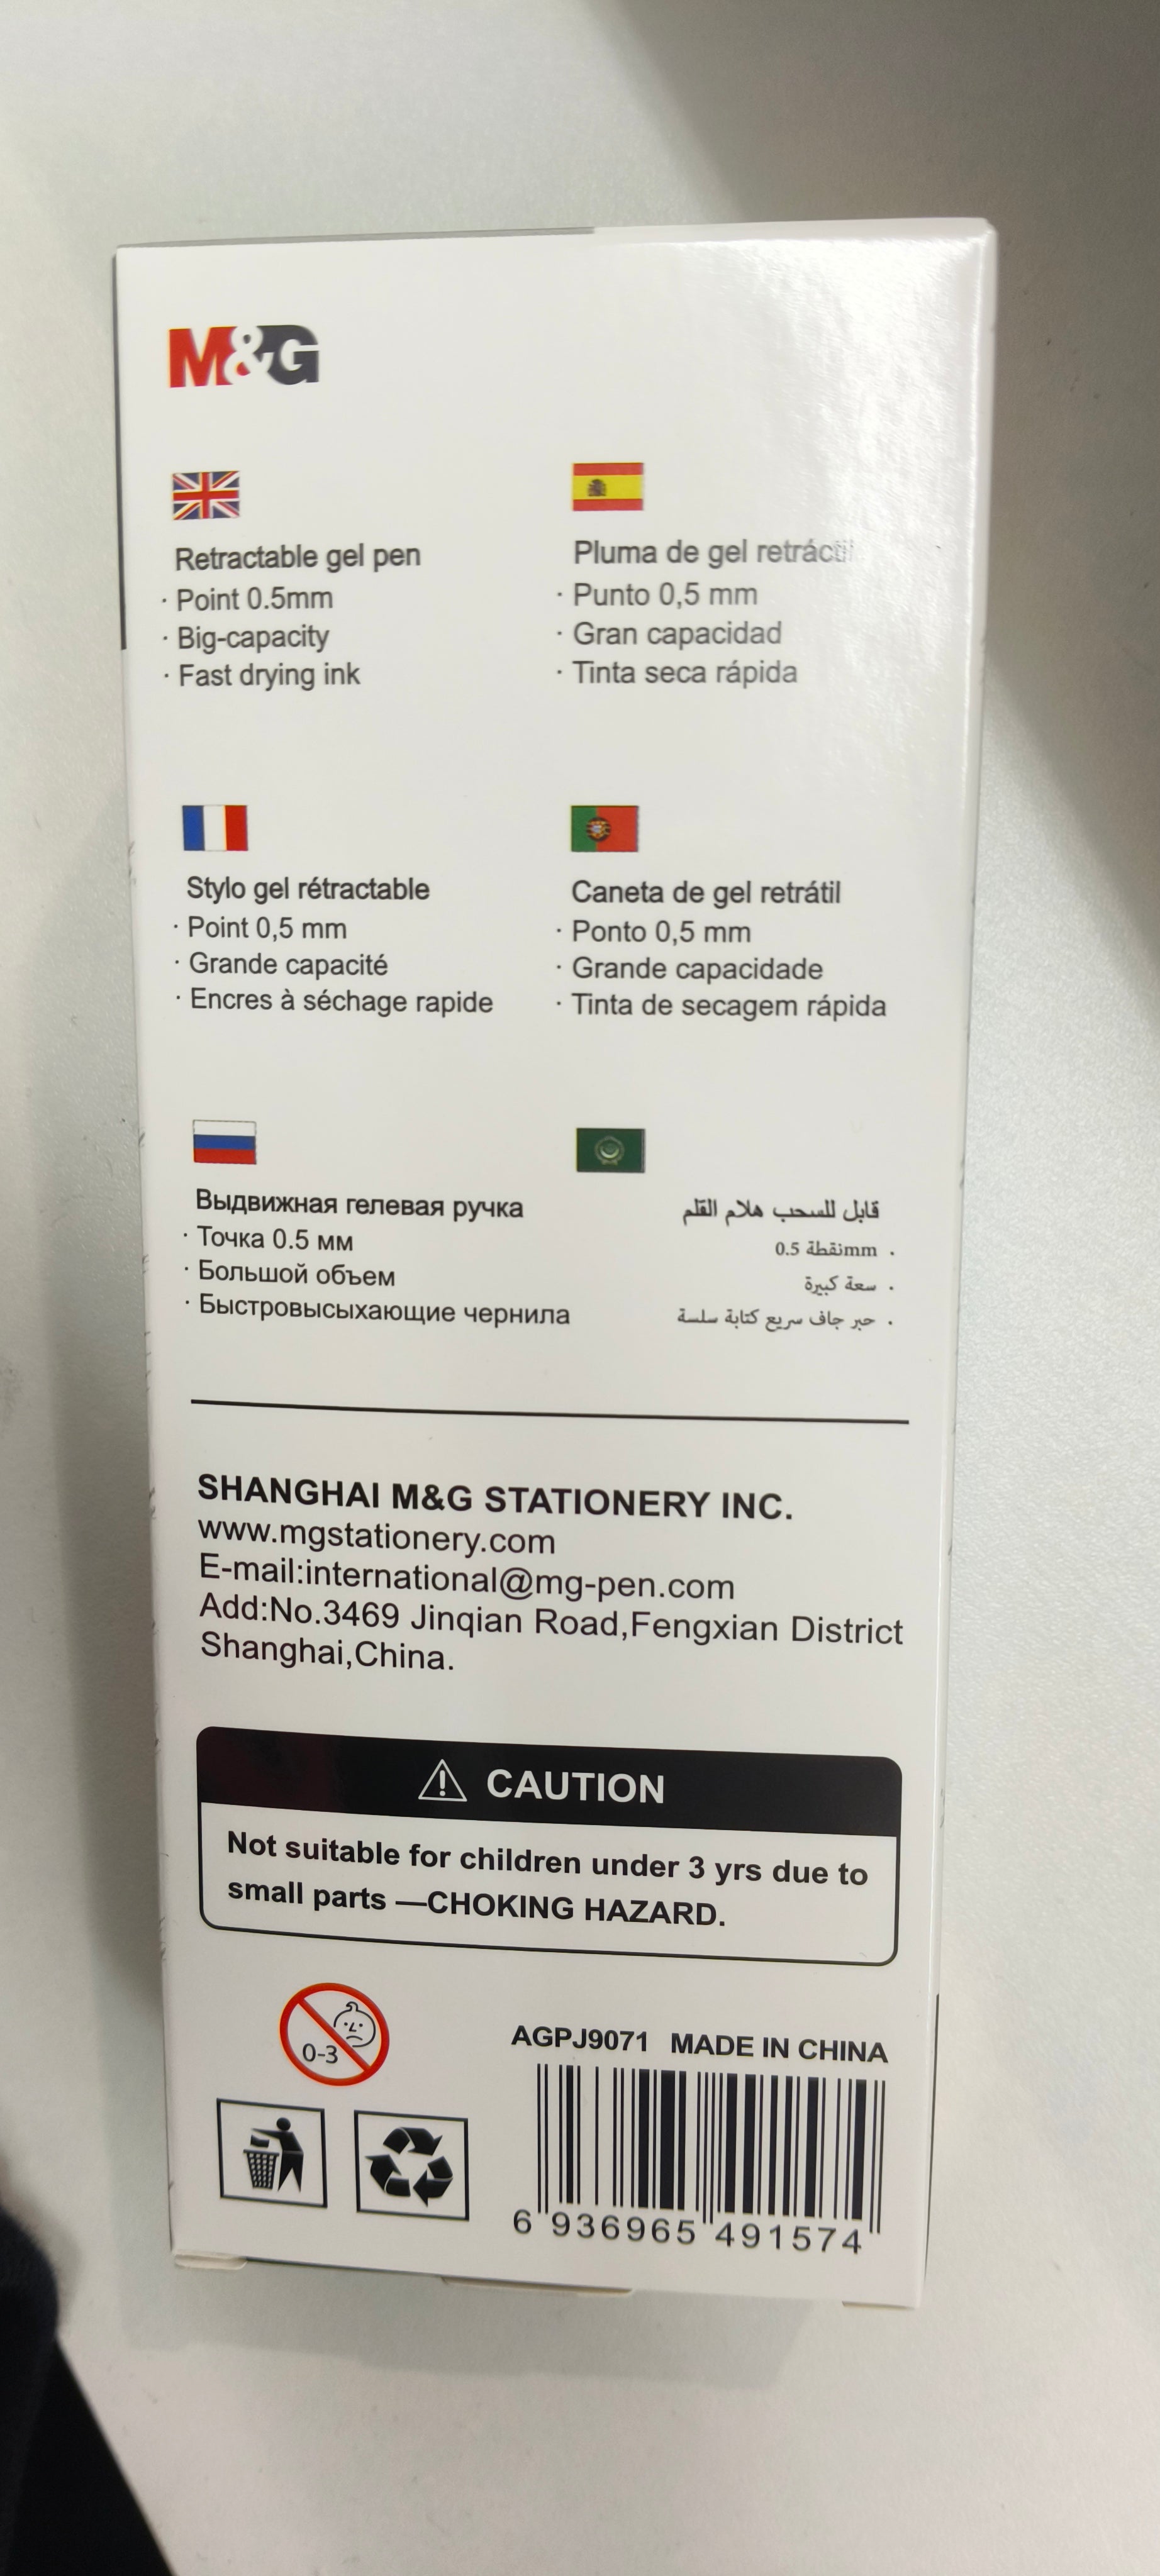 M&G
Retractable gel pen
· Point 0.5mm
· Big-capacity
· Fast drying ink
Pluma de gel retráctil
· Punto 0,5 mm
· Gran capacidad
· Tinta seca rápida
Stylo gel rétractable
· Point 0,5 mm
· Grande capacité
· Encres à séchage rapide
Caneta de gel retrátil
· Ponto 0,5 mm
· Grande capacidade
· Tinta de secagem rápida
Выдвижная гелевая ручка
· Точка 0.5 мм
· Большой объем
· Быстровысыхающие чернила
قابل للسحب هلام القلم
· mmنقطة 0.5
· سعة كبيرة
· حبر جاف سريع كتابة سلسة
SHANGHAI M&G STATIONERY INC.
www.mgstationery.com
E-mail:international@mg-pen.com
Add:No.3469 Jinqian Road,Fengxian District
Shanghai,China.
CAUTION
Not suitable for children under 3 yrs due to
small parts —CHOKING HAZARD.
0-3
AGPJ9071 MADE IN CHINA
6 936965 491574